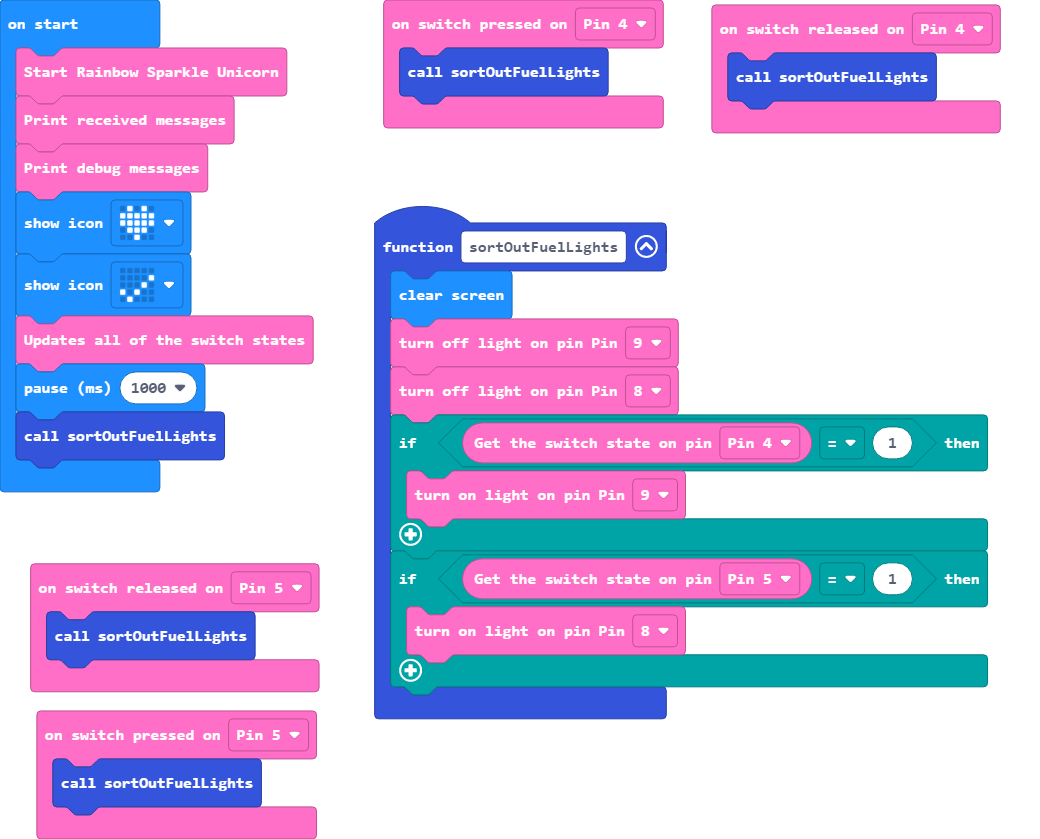 on start
Start Rainbow Sparkle Unicorn
Print received messages
Print debug messages
show icon
show icon
Updates all of the switch states
pause (ms) 1000
call sortOutFuelLights
on switch pressed on Pin 4
call sortOutFuelLights
on switch released on Pin 4
call sortOutFuelLights
function sortOutFuelLights
clear screen
turn off light on pin Pin 9
turn off light on pin Pin 8
if Get the switch state on pin Pin 4 = 1 then
turn on light on pin Pin 9
if Get the switch state on pin Pin 5 = 1 then
turn on light on pin Pin 8
on switch released on Pin 5
call sortOutFuelLights
on switch pressed on Pin 5
call sortOutFuelLights